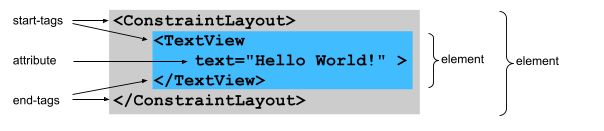 start-tags <ConstraintLayout>
<TextView
attribute text="Hello World!" > element element
</TextView>
end-tags </ConstraintLayout>